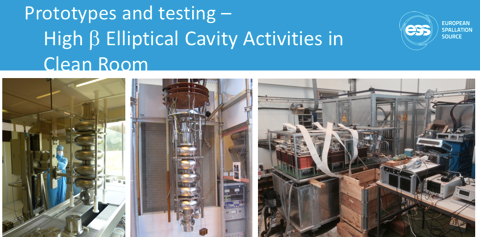 Prototypes and testing –
High β Elliptical Cavity Activities in
Clean Room
ess
EUROPEAN
SPALLATION
SOURCE